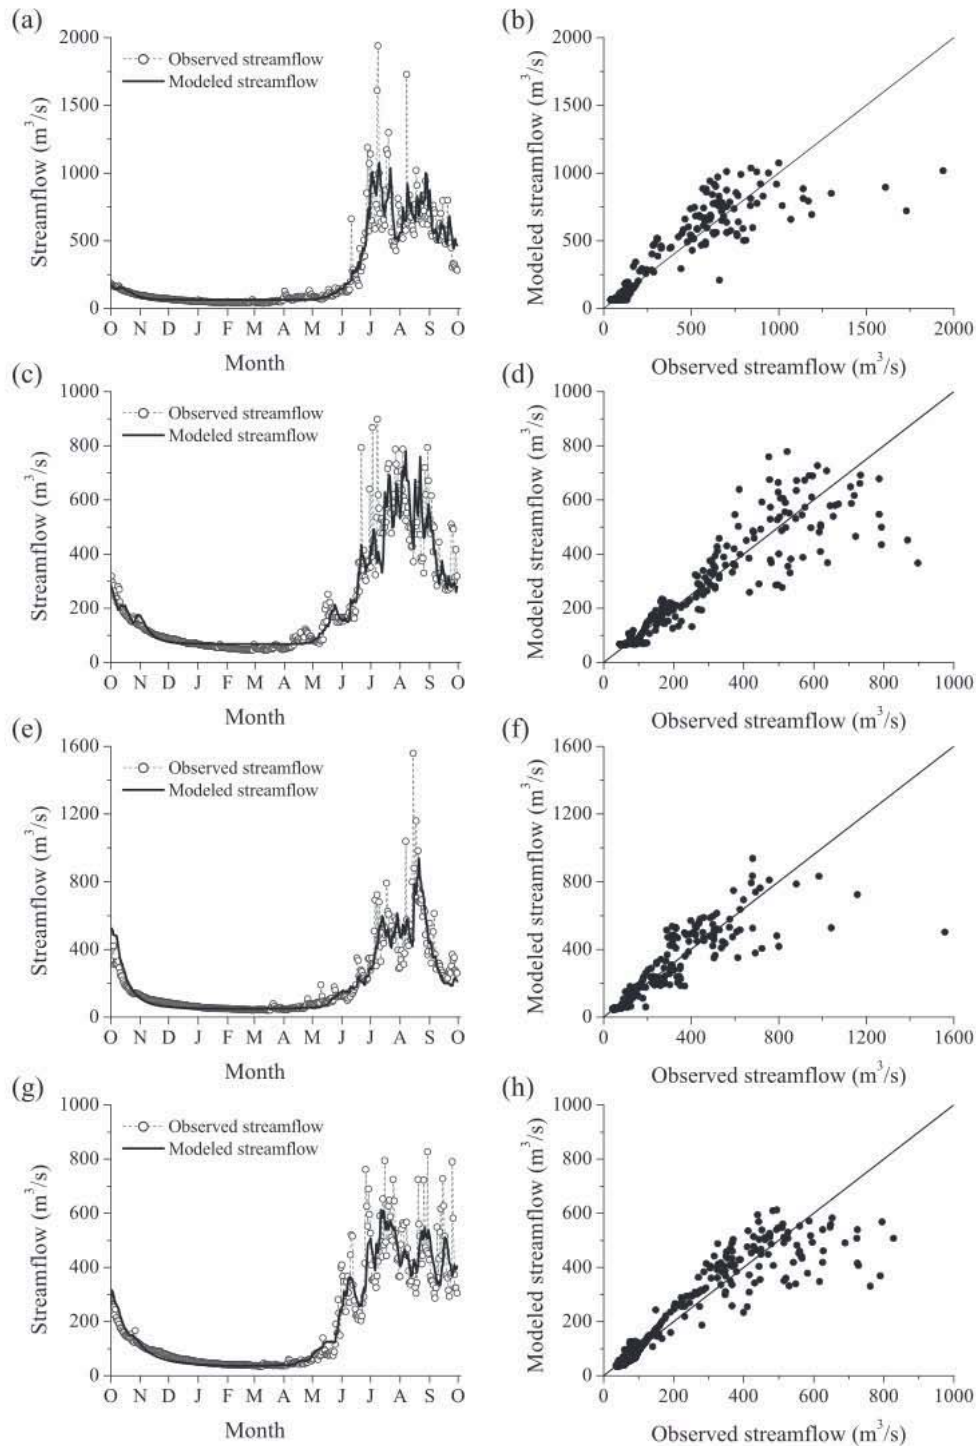 (a)
2000
1500
1000
500
0
Streamflow (m³/s)
Observed streamflow
Modeled streamflow
O N D J F M A M J J A S O
Month
(b)
2000
1500
1000
500
0
Modeled streamflow (m³/s)
0 500 1000 1500 2000
Observed streamflow (m³/s)
(c)
1000
800
600
400
200
0
Streamflow (m³/s)
Observed streamflow
Modeled streamflow
O N D J F M A M J J A S O
Month
(d)
1000
800
600
400
200
0
Modeled streamflow (m³/s)
0 200 400 600 800 1000
Observed streamflow (m³/s)
(e)
1600
1200
800
400
0
Streamflow (m³/s)
Observed streamflow
Modeled streamflow
O N D J F M A M J J A S O
Month
(f)
1600
1200
800
400
0
Modeled streamflow (m³/s)
0 400 800 1200 1600
Observed streamflow (m³/s)
(g)
1000
800
600
400
200
0
Streamflow (m³/s)
Observed streamflow
Modeled streamflow
O N D J F M A M J J A S O
Month
(h)
1000
800
600
400
200
0
Modeled streamflow (m³/s)
0 200 400 600 800 1000
Observed streamflow (m³/s)